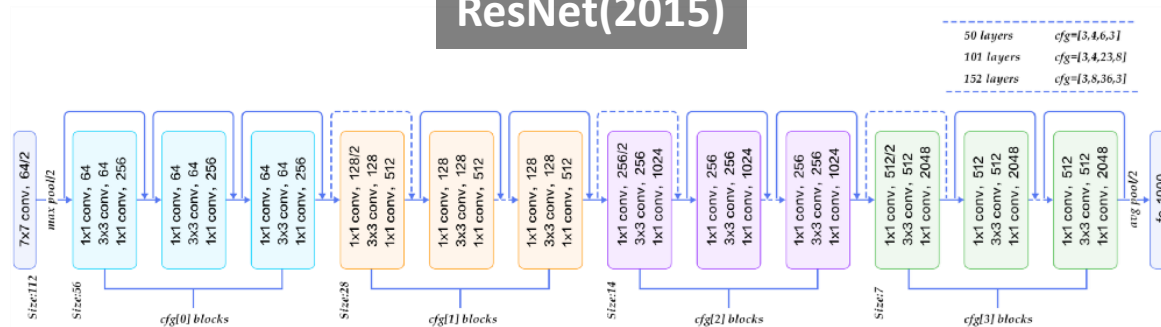 ResNet(2015)
50 layers cfg=[3,4,6,3]
101 layers cfg=[3,4,23,8]
152 layers cfg=[3,8,36,3]
7x7 conv, 64/2
max pool/2
1x1 conv, 64
3x3 conv, 64
1x1 conv, 256
1x1 conv, 64
3x3 conv, 64
1x1 conv, 256
1x1 conv, 64
3x3 conv, 64
1x1 conv, 256
1x1 conv, 128/2
3x3 conv, 128
1x1 conv, 512
1x1 conv, 128
3x3 conv, 128
1x1 conv, 512
1x1 conv, 128
3x3 conv, 128
1x1 conv, 512
1x1 conv, 256/2
3x3 conv, 256
1x1 conv, 1024
1x1 conv, 256
3x3 conv, 256
1x1 conv, 1024
1x1 conv, 256
3x3 conv, 256
1x1 conv, 1024
1x1 conv, 512/2
3x3 conv, 512
1x1 conv, 2048
1x1 conv, 512
3x3 conv, 512
1x1 conv, 2048
1x1 conv, 512
3x3 conv, 512
1x1 conv, 2048
avg pool/2
Size:112
Size:56
cfg[0] blocks
Size:28
cfg[1] blocks
Size:14
cfg[2] blocks
Size:7
cfg[3] blocks